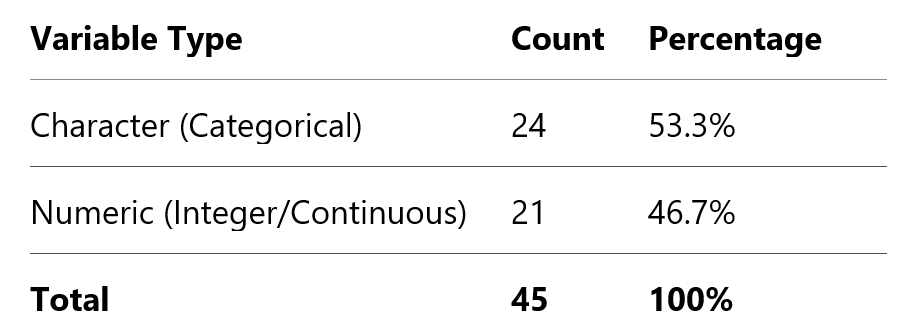 Variable Type Count Percentage
Character (Categorical) 24 53.3%
Numeric (Integer/Continuous) 21 46.7%
Total 45 100%